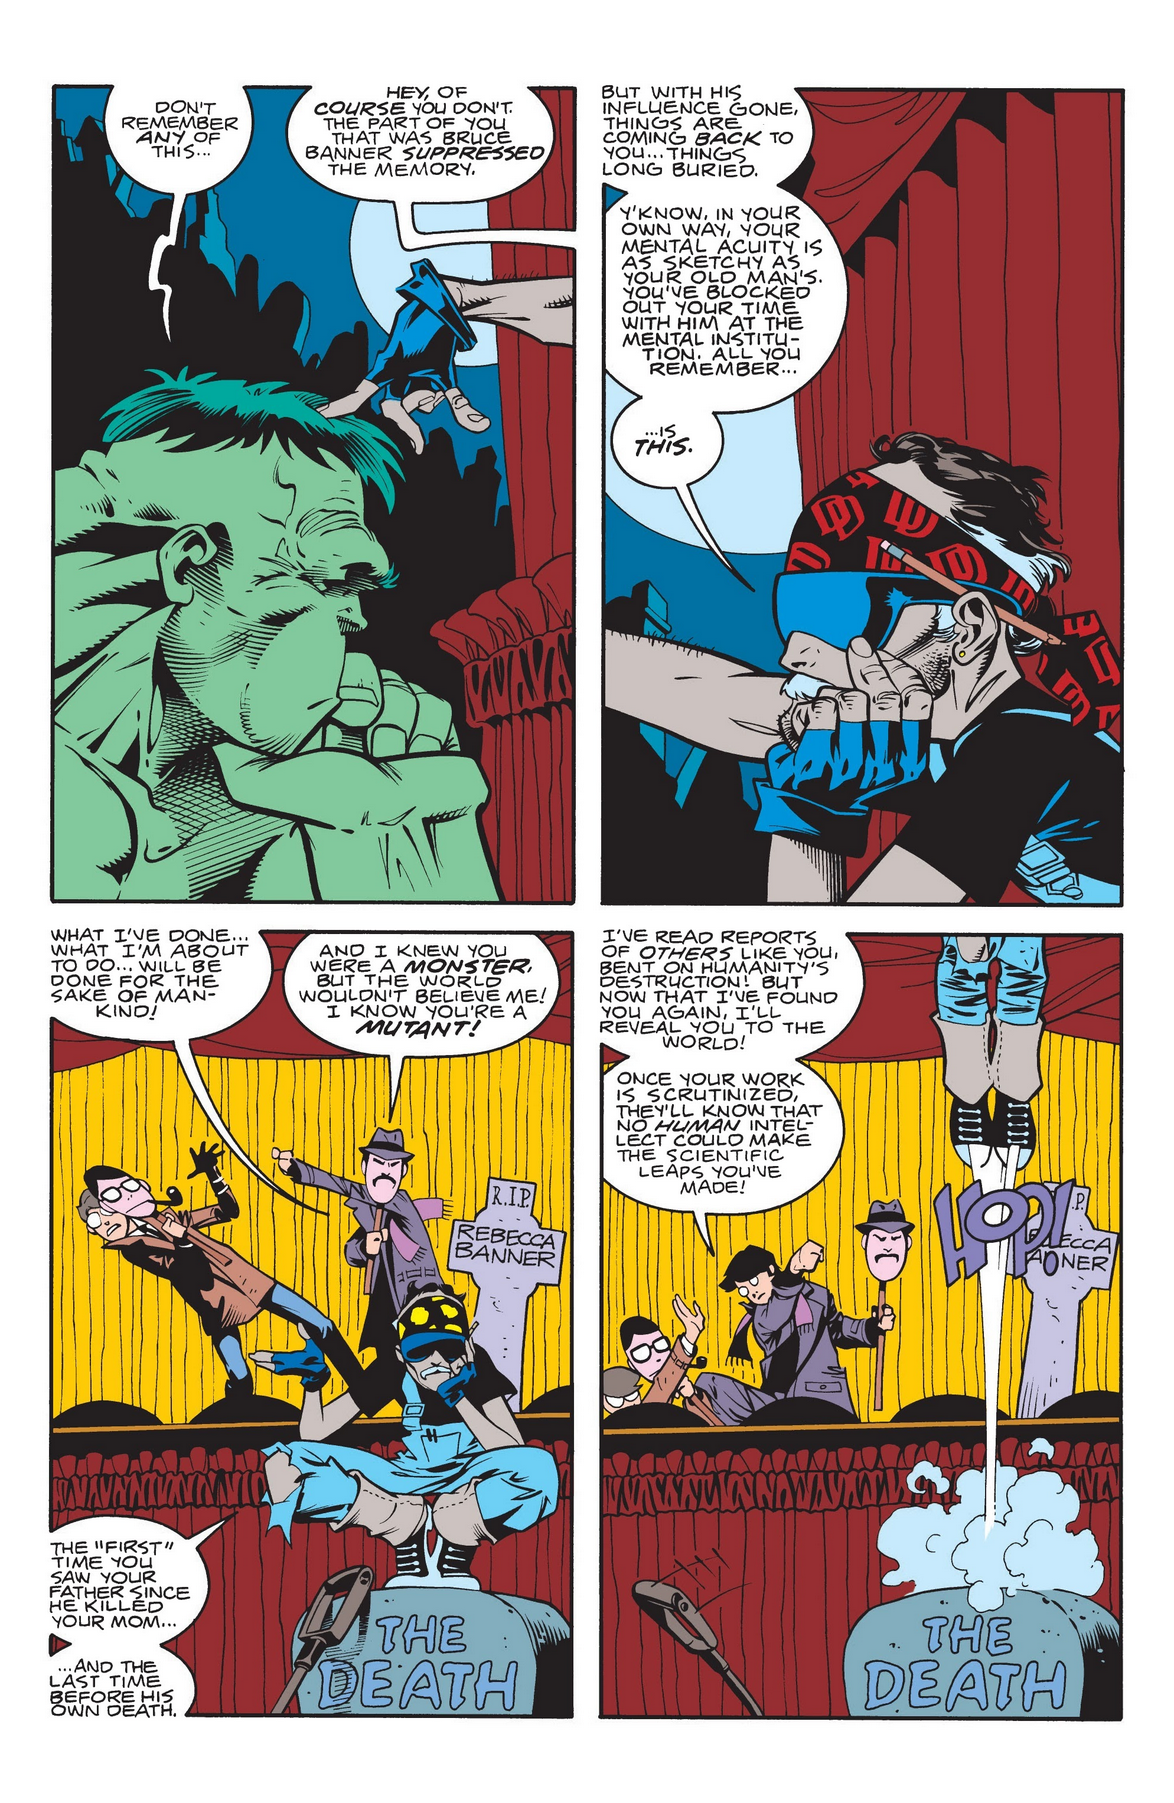 DON'T
REMEMBER
ANY OF
THIS...
HEY, OF
COURSE YOU DON'T.
THE PART OF YOU
THAT WAS BRUCE
BANNER SUPPRESSED
THE MEMORY.
BUT WITH HIS
INFLUENCE GONE,
THINGS ARE
COMING BACK TO
YOU... THINGS
LONG BURIED.
Y'KNOW, IN YOUR
OWN WAY, YOUR
MENTAL ACUITY IS
AS SKETCHY AS
YOUR OLD MAN'S.
YOU'VE BLOCKED
OUT YOUR TIME
WITH HIM AT THE
MENTAL INSTITU-
TION. ALL YOU
REMEMBER...
...IS
THIS.
WHAT I'VE DONE...
WHAT I'M ABOUT
TO DO... WILL BE
DONE FOR THE
SAKE OF MAN-
KIND!
AND I KNEW YOU
WERE A MONSTER,
BUT THE WORLD
WOULDN'T BELIEVE ME!
I KNOW YOU'RE A
MUTANT!
R.I.P.
REBECCA
BANNER
THE "FIRST"
TIME YOU
SAW YOUR
FATHER SINCE
HE KILLED
YOUR MOM...
...AND THE
LAST TIME
BEFORE HIS
OWN DEATH.
THE
DEATH
I'VE READ REPORTS
OF OTHERS LIKE YOU,
BENT ON HUMANITY'S
DESTRUCTION! BUT
NOW THAT I'VE FOUND
YOU AGAIN, I'LL
REVEAL YOU TO THE
WORLD!
ONCE YOUR WORK
IS SCRUTINIZED,
THEY'LL KNOW THAT
NO HUMAN INTEL-
LECT COULD MAKE
THE SCIENTIFIC
LEAPS YOU'VE
MADE!
HOP!
P.
ECCA
NER
THE
DEATH